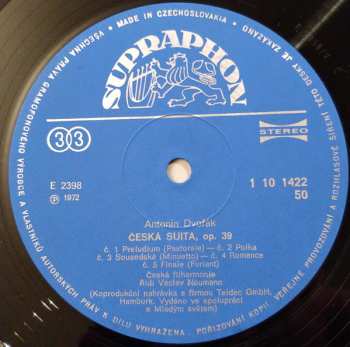 MADE IN CZECHOSLOVAKIA • VŠECHNA PRÁVA GRAMOFONOVÉHO VÝROBCE A VLASTNÍKŮ AUTORSKÝCH PRÁV K DÍLU VYHRAŽENA. POŘIZOVÁNÍ KOPIÍ, VEŘEJNÉ PROVOZOVÁNÍ A ROZHLASOVÉ ŠÍŘENÍ TÉTO DESKY JE ZAKÁZÁNO
SUPRAPHON
33
STEREO
E 2398
Ⓟ 1972
1 10 1422
50
Antonín Dvořák
ČESKÁ SUITA, op. 39
č. 1 Preludium (Pastorale) — č. 2 Polka
č. 3 Sousedská (Minuetto) — č. 4 Romance
č. 5 Finale (Furiant)
Česká filharmonie
Řídí Václav Neumann
(Koprodukční nahrávka s firmou Teldec GmbH,
Hamburk. Vydáno ve spolupráci
s Mladým světem)